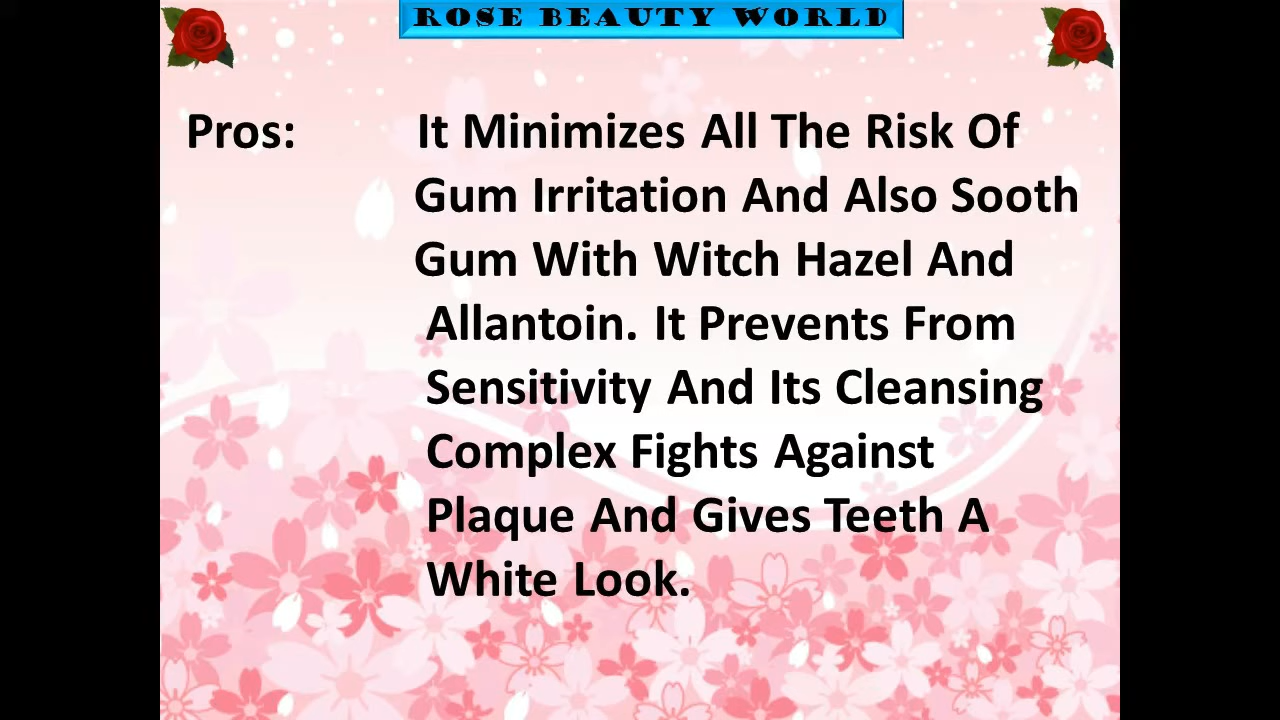 ROSE BEAUTY WORLD
Pros: It Minimizes All The Risk Of
Gum Irritation And Also Sooth
Gum With Witch Hazel And
Allantoin. It Prevents From
Sensitivity And Its Cleansing
Complex Fights Against
Plaque And Gives Teeth A
White Look.